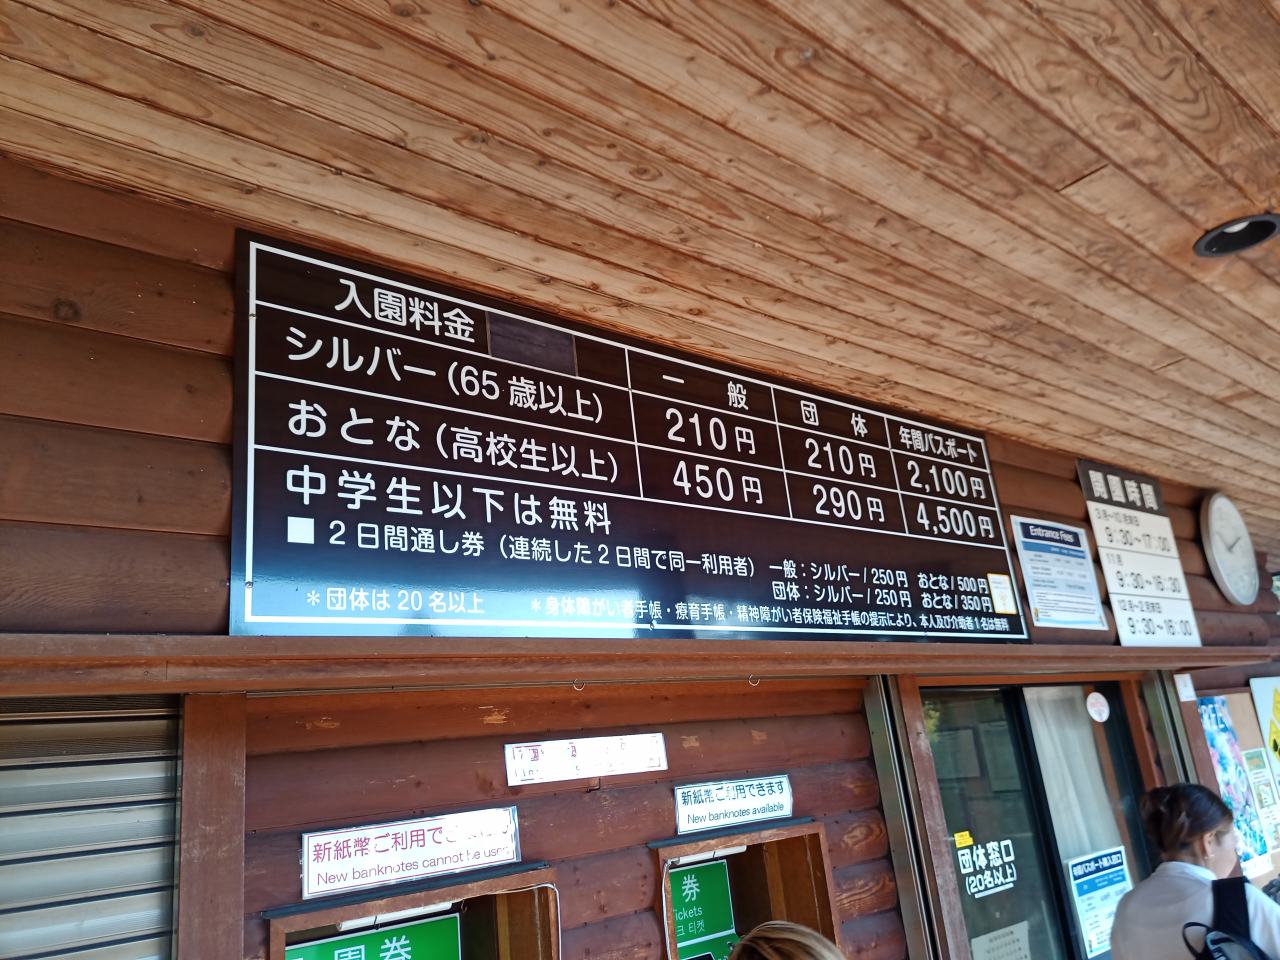 入園料金
一般 団体 年間パスポート
シルバー(65歳以上) 210円 210円 2,100円
おとな(高校生以上) 450円 290円 4,500円
中学生以下は無料
■2日間通し券(連続した2日間で同一利用者) 一般:シルバー/250円 おとな/500円
団体:シルバー/250円 おとな/350円
*団体は20名以上 *身体障がい者手帳・療育手帳・精神障がい者保険福祉手帳の提示により、本人及び介助者1名は無料
Entrance Fees
開園時間
9:30~17:00
11月
9:30~16:30
9:30~16:00
新紙幣ご利用で
New banknotes cannot be used
新紙幣ご利用できます
New banknotes available
園券
券
ickets
티켓
団体窓口
(20名以上)